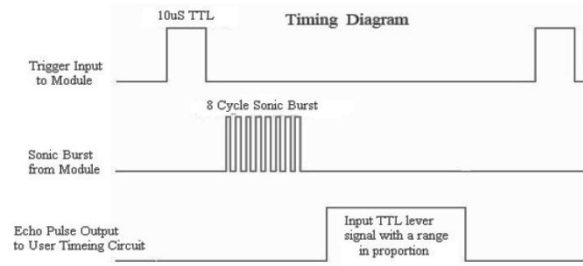 10uS TTL
Timing Diagram
Trigger Input
to Module
8 Cycle Sonic Burst
Sonic Burst
from Module
Echo Pulse Output
to User Timeing Circuit
Input TTL lever
signal with a range
in proportion